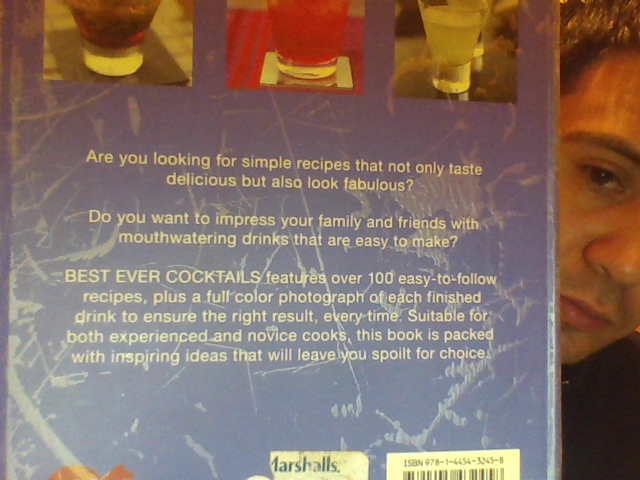 Are you looking for simple recipes that not only taste
delicious but also look fabulous?
Do you want to impress your family and friends with
mouthwatering drinks that are easy to make?
BEST EVER COCKTAILS features over 100 easy-to-follow
recipes, plus a full color photograph of each finished
drink to ensure the right result, every time. Suitable for
both experienced and novice cooks, this book is packed
with inspiring ideas that will leave you spoilt for choice.
Marshalls.
ISBN 978-1-4454-3245-8